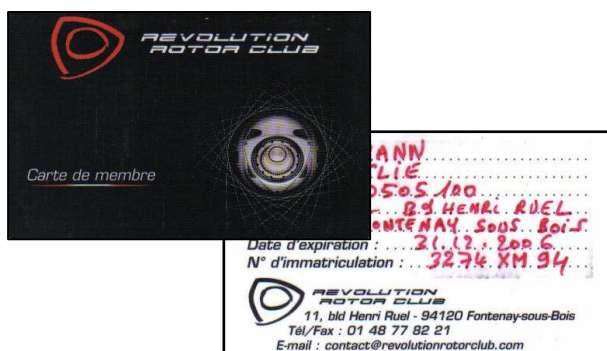 REVOLUTION
ROTOR CLUB
Carte de membre
ANN
LIE
0505100
BD HENRI RUEL
ONTENAY SOUS BOIS
Date d'expiration : 31.12.2006
N° d'immatriculation : 3274 XM 94
REVOLUTION
ROTOR CLUB
11, bld Henri Ruel - 94120 Fontenay-sous-Bois
Tél/Fax : 01 48 77 82 21
E-mail : contact@revolutionrotorclub.com